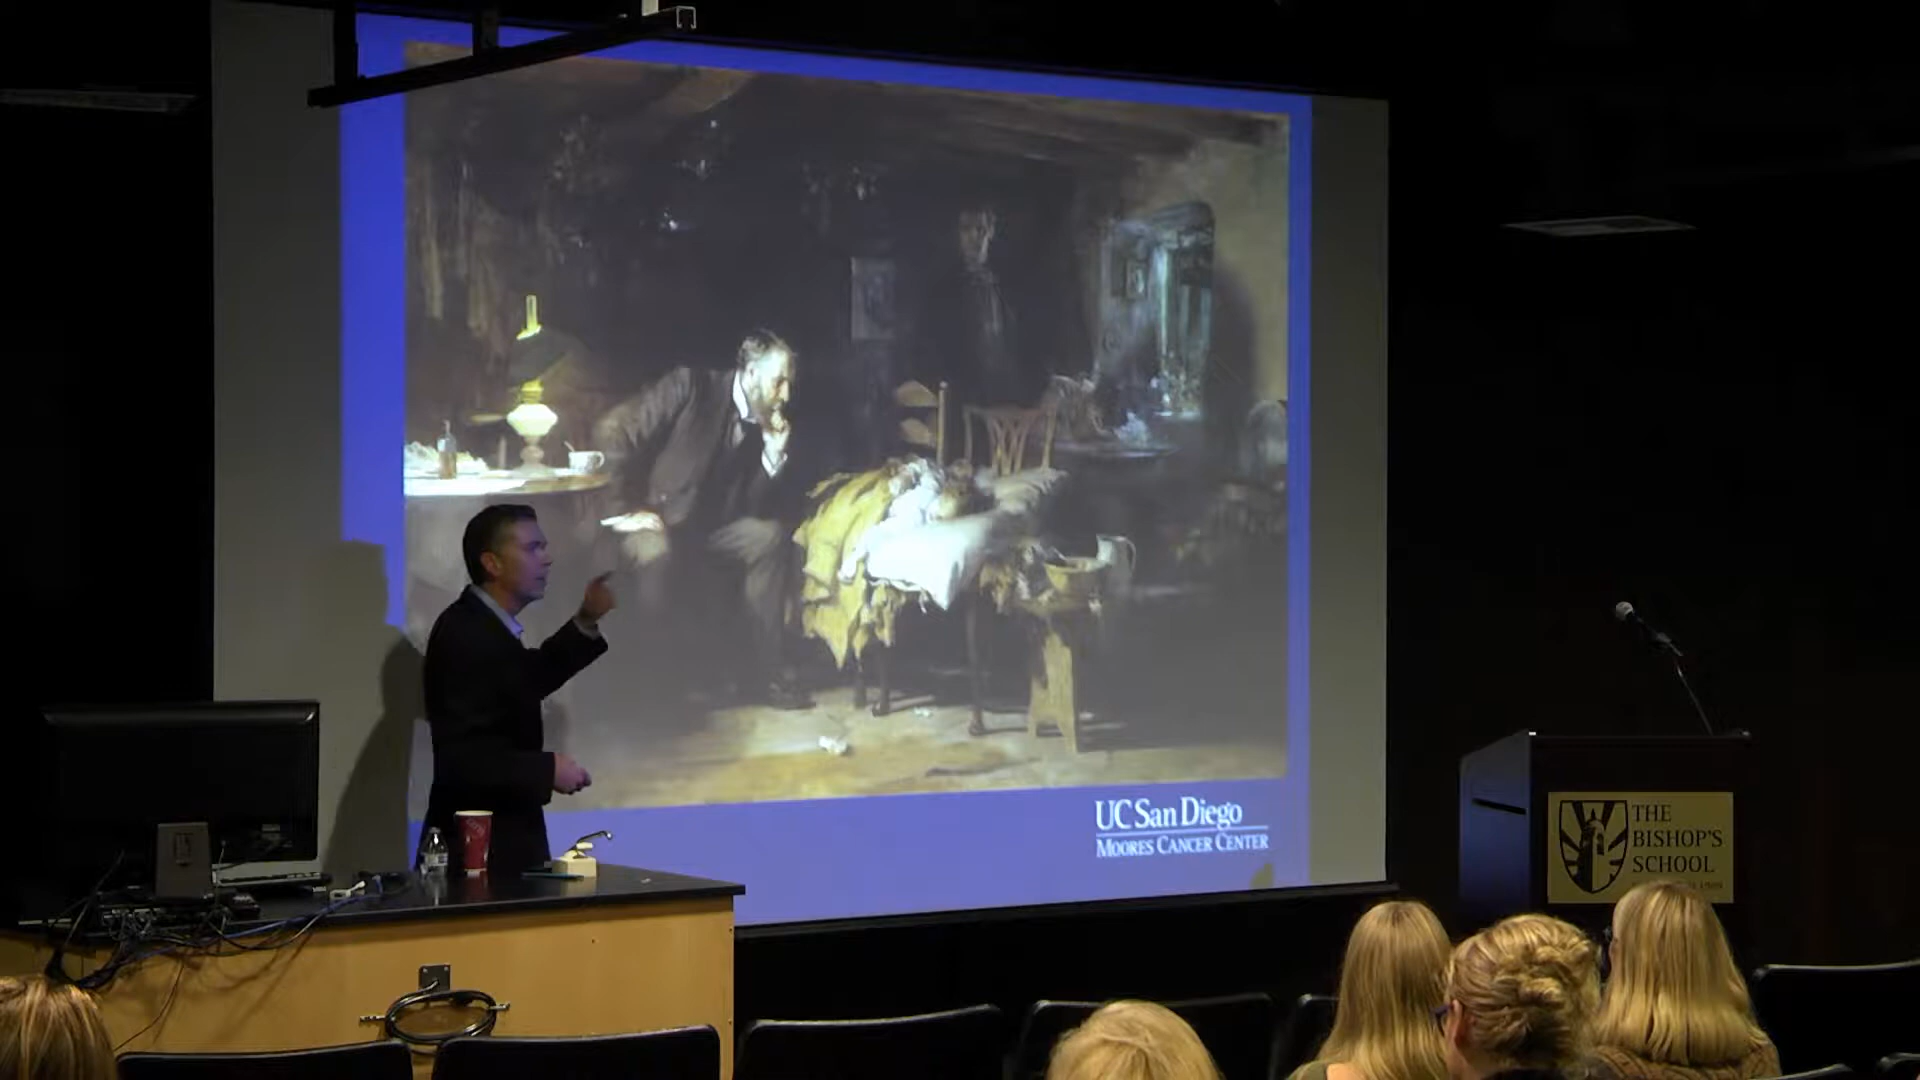 UC San Diego
MOORES CANCER CENTER
THE
BISHOP'S
SCHOOL